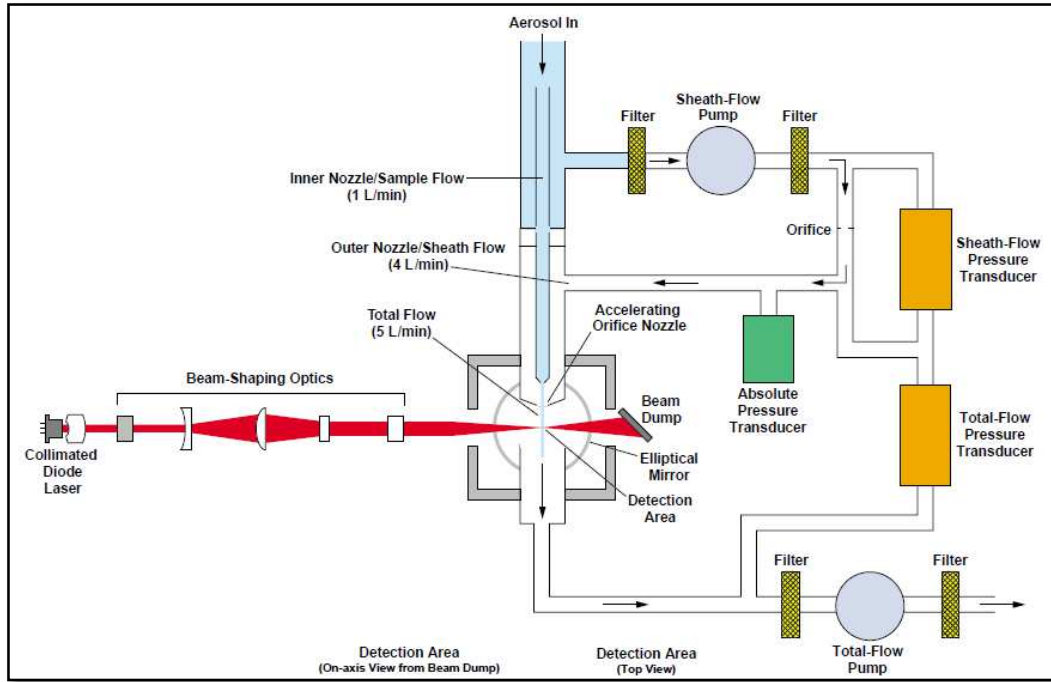 Aerosol In
Sheath-Flow
Pump
Filter
Filter
Inner Nozzle/Sample Flow
(1 L/min)
Orifice
Outer Nozzle/Sheath Flow
(4 L/min)
Sheath-Flow
Pressure
Transducer
Total Flow
(5 L/min)
Accelerating
Orifice Nozzle
Beam-Shaping Optics
Absolute
Pressure
Transducer
Beam
Dump
Total-Flow
Pressure
Transducer
Collimated
Diode
Laser
Elliptical
Mirror
Detection
Area
Filter
Filter
Total-Flow
Pump
Detection Area
(On-axis View from Beam Dump)
Detection Area
(Top View)